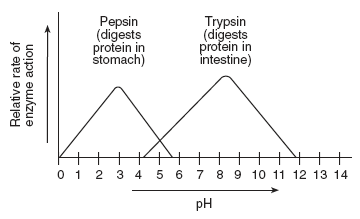 Pepsin
(digests
protein in
stomach)
Trypsin
(digests
protein in
intestine)
Relative rate of
enzyme action
0 1 2 3 4 5 6 7 8 9 10 11 12 13 14
pH